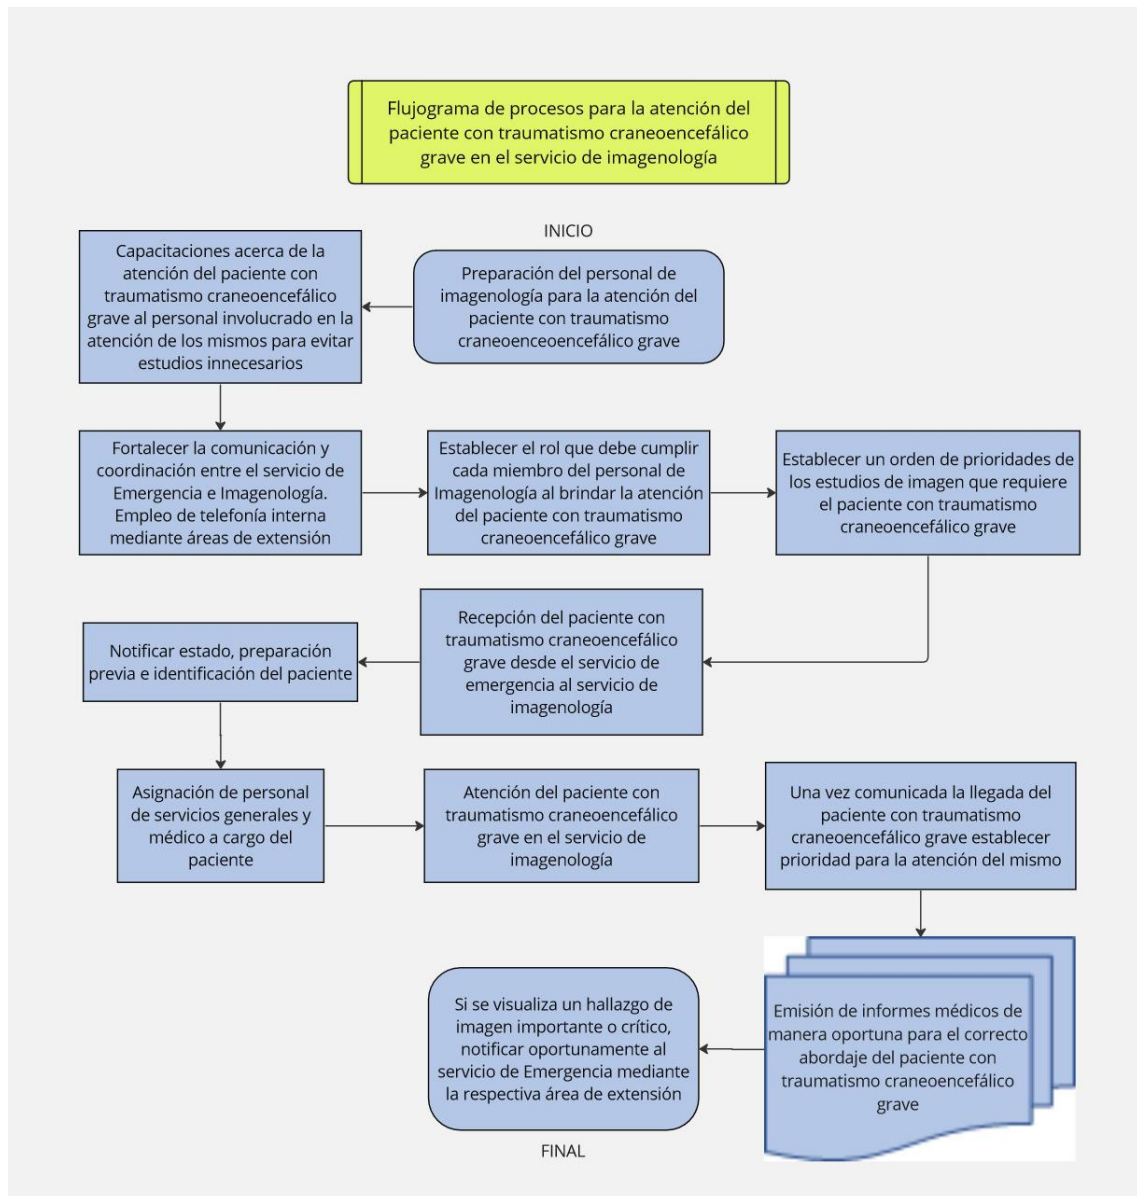 Flujograma de procesos para la atención del
paciente con traumatismo craneoencefálico
grave en el servicio de imagenología
INICIO
Preparación del personal de
imagenología para la atención del
paciente con traumatismo
craneoenceoencefálico grave
Capacitaciones acerca de la
atención del paciente con
traumatismo craneoencefálico
grave al personal involucrado en la
atención de los mismos para evitar
estudios innecesarios
Fortalecer la comunicación y
coordinación entre el servicio de
Emergencia e Imagenología.
Empleo de telefonía interna
mediante áreas de extensión
Establecer el rol que debe cumplir
cada miembro del personal de
Imagenología al brindar la atención
del paciente con traumatismo
craneoencefálico grave
Establecer un orden de prioridades de
los estudios de imagen que requiere
el paciente con traumatismo
craneoencefálico grave
Recepción del paciente con
traumatismo craneoencefálico
grave desde el servicio de
emergencia al servicio de
imagenología
Notificar estado, preparación
previa e identificación del paciente
Asignación de personal
de servicios generales y
médico a cargo del
paciente
Atención del paciente con
traumatismo craneoencefálico
grave en el servicio de
imagenología
Una vez comunicada la llegada del
paciente con traumatismo
craneoencefálico grave establecer
prioridad para la atención del mismo
Emisión de informes médicos de
manera oportuna para el correcto
abordaje del paciente con
traumatismo craneoencefálico
grave
Si se visualiza un hallazgo de
imagen importante o crítico,
notificar oportunamente al
servicio de Emergencia mediante
la respectiva área de extensión
FINAL